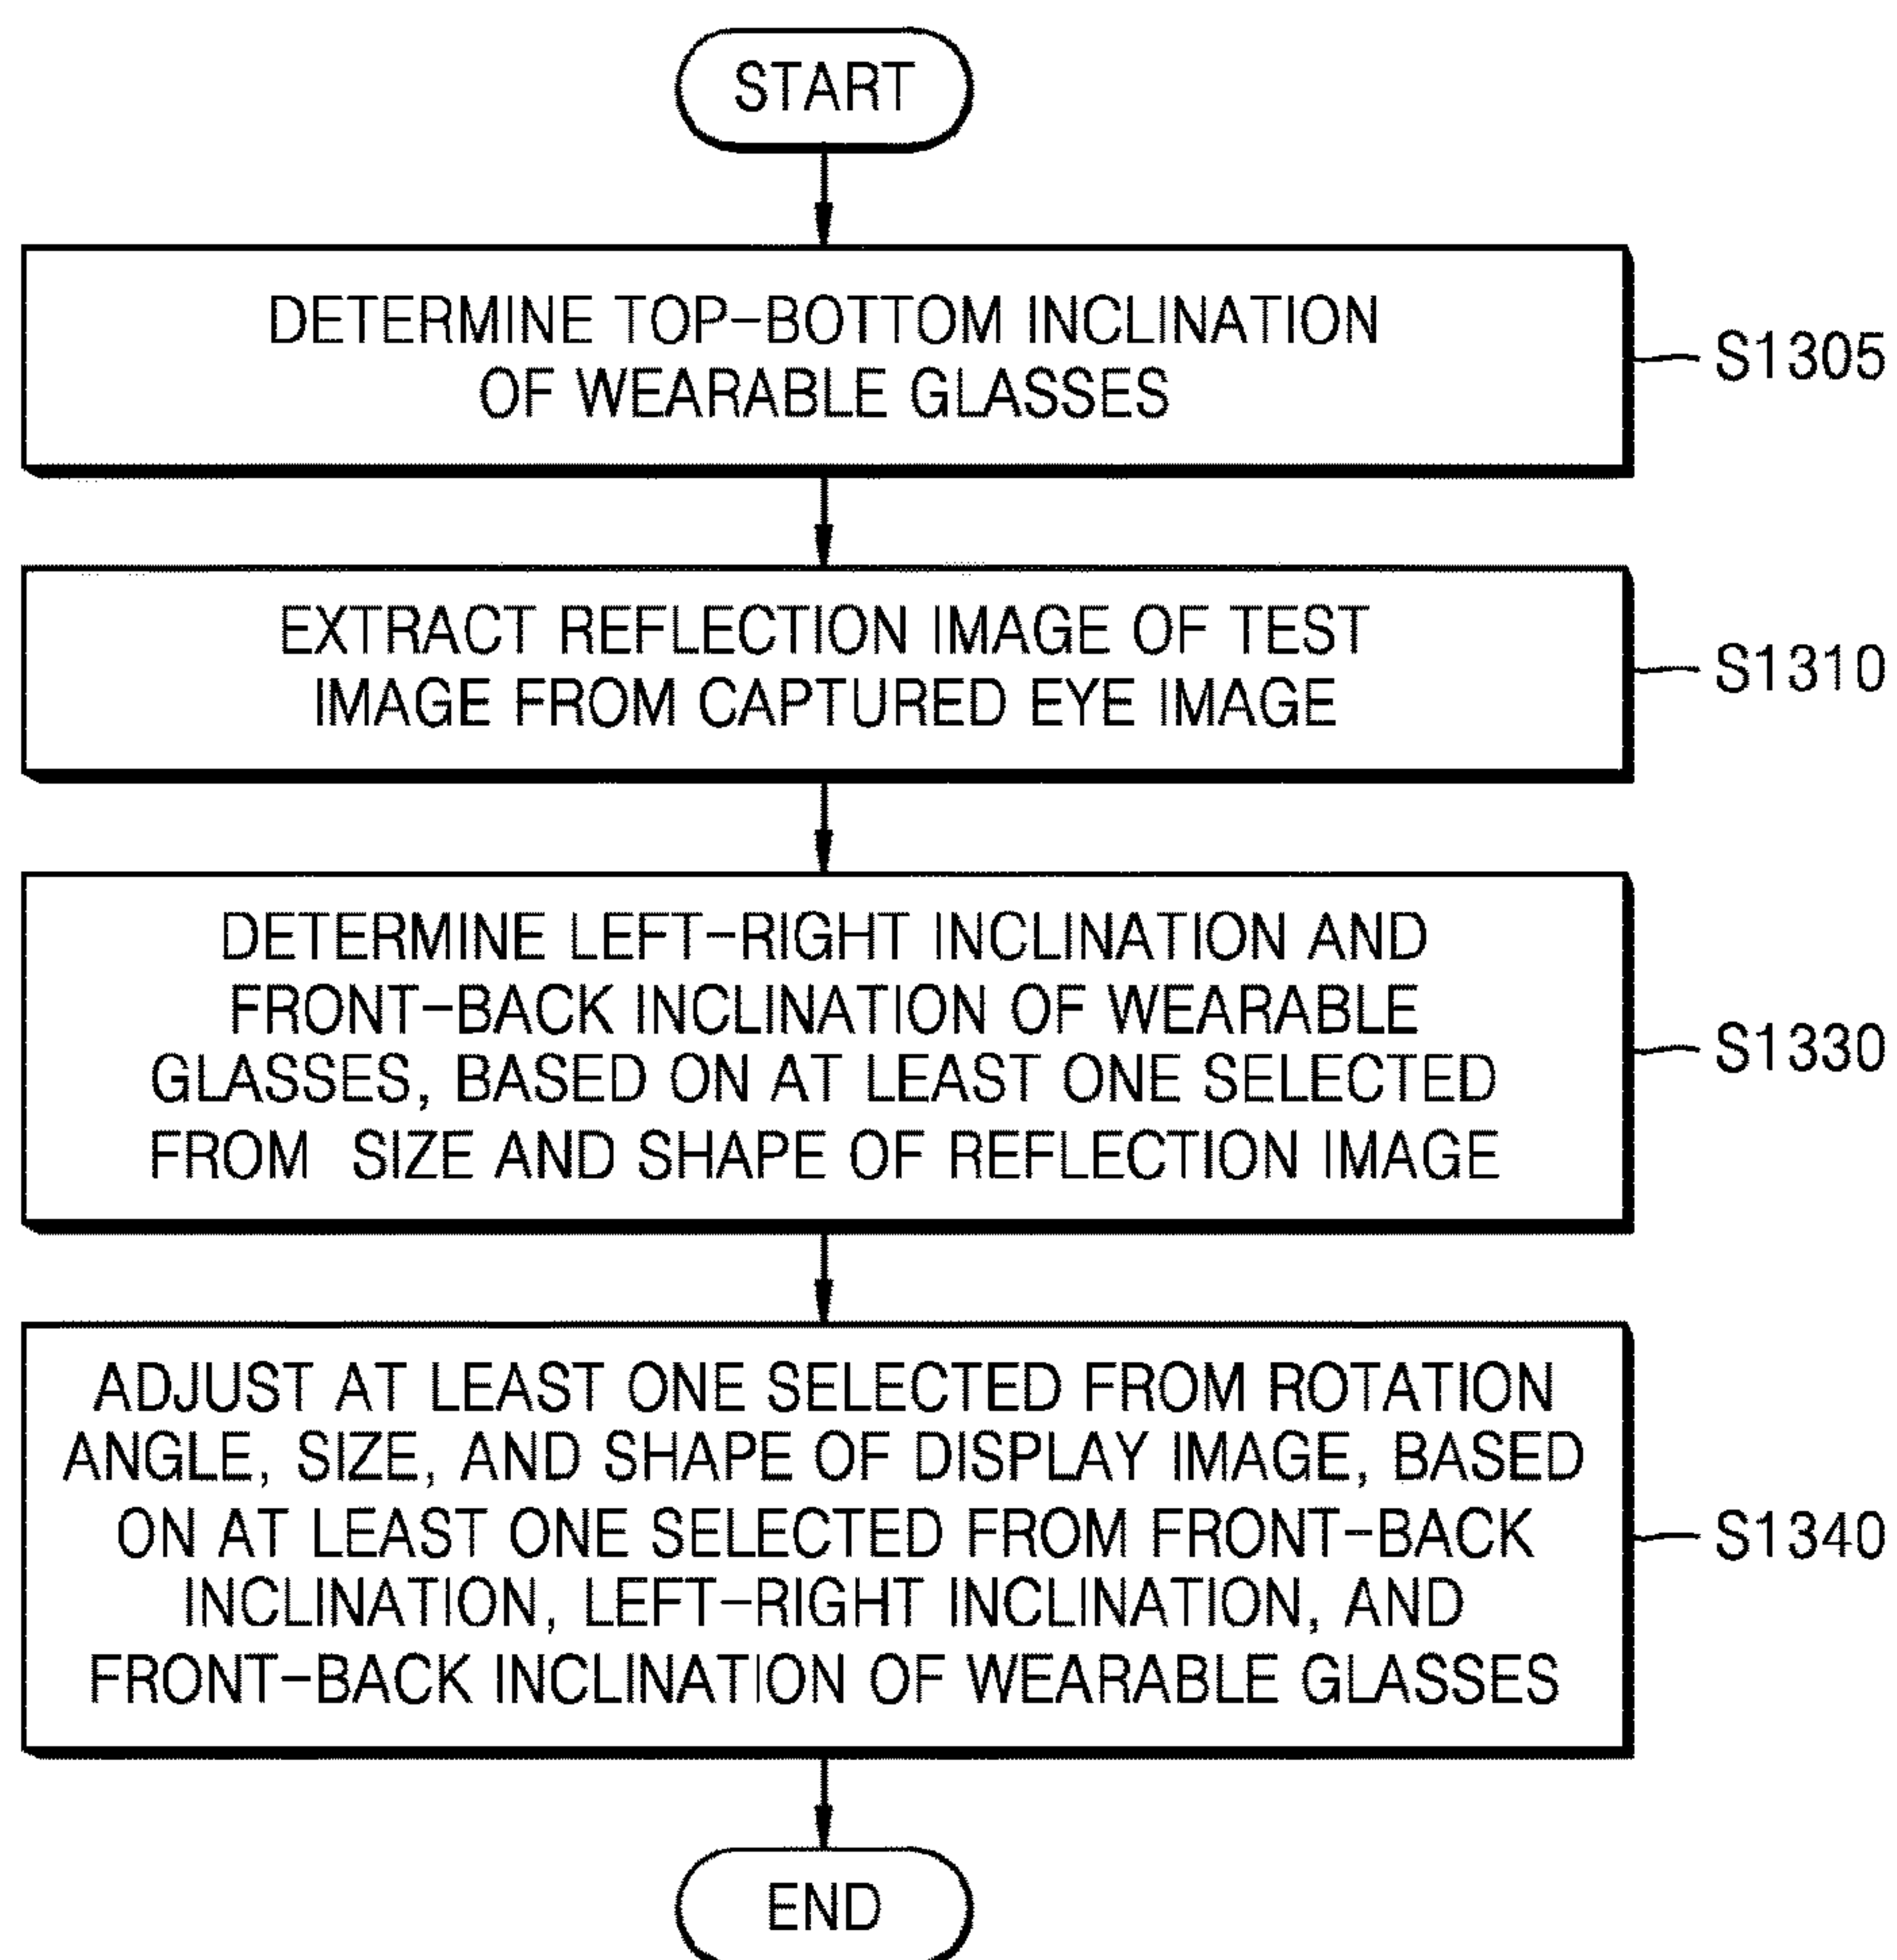 START
DETERMINE TOP-BOTTOM INCLINATION
OF WEARABLE GLASSES
S1305
EXTRACT REFLECTION IMAGE OF TEST
IMAGE FROM CAPTURED EYE IMAGE
S1310
DETERMINE LEFT-RIGHT INCLINATION AND
FRONT-BACK INCLINATION OF WEARABLE
GLASSES, BASED ON AT LEAST ONE SELECTED
FROM SIZE AND SHAPE OF REFLECTION IMAGE
S1330
ADJUST AT LEAST ONE SELECTED FROM ROTATION
ANGLE, SIZE, AND SHAPE OF DISPLAY IMAGE, BASED
ON AT LEAST ONE SELECTED FROM FRONT-BACK
INCLINATION, LEFT-RIGHT INCLINATION, AND
FRONT-BACK INCLINATION OF WEARABLE GLASSES
S1340
END